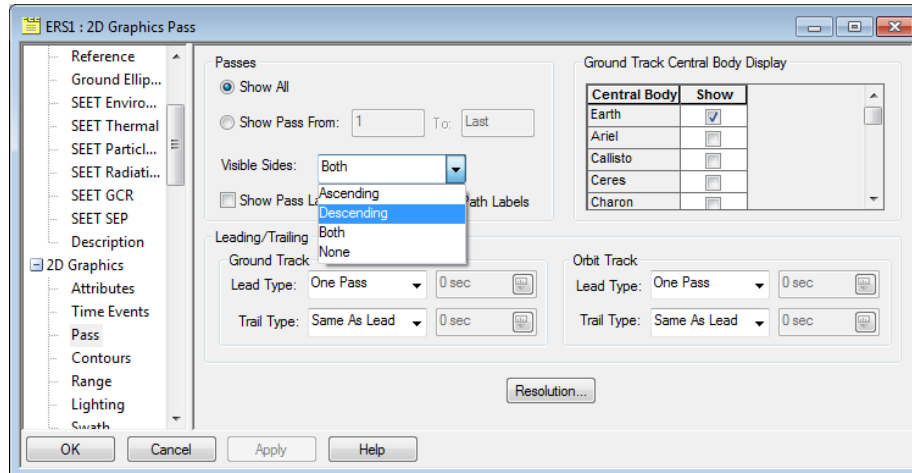 ERS1 : 2D Graphics Pass
Reference
Ground Ellip...
SEET Enviro...
SEET Thermal
SEET Particl...
SEET Radiati...
SEET GCR
SEET SEP
Description
2D Graphics
Attributes
Time Events
Pass
Contours
Range
Lighting
Swath
Passes
Show All
Show Pass From: 1 To: Last
Visible Sides: Both
Ascending
Descending
Both
None
Show Pass La
Path Labels
Ground Track Central Body Display
Central Body Show
Earth
Ariel
Callisto
Ceres
Charon
Leading/Trailing
Ground Track
Lead Type: One Pass 0 sec
Trail Type: Same As Lead 0 sec
Orbit Track
Lead Type: One Pass 0 sec
Trail Type: Same As Lead 0 sec
Resolution...
OK Cancel Apply Help